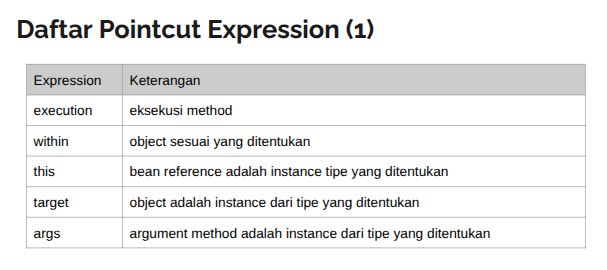 Daftar Pointcut Expression (1)
Expression Keterangan
execution eksekusi method
within object sesuai yang ditentukan
this bean reference adalah instance tipe yang ditentukan
target object adalah instance dari tipe yang ditentukan
args argument method adalah instance dari tipe yang ditentukan